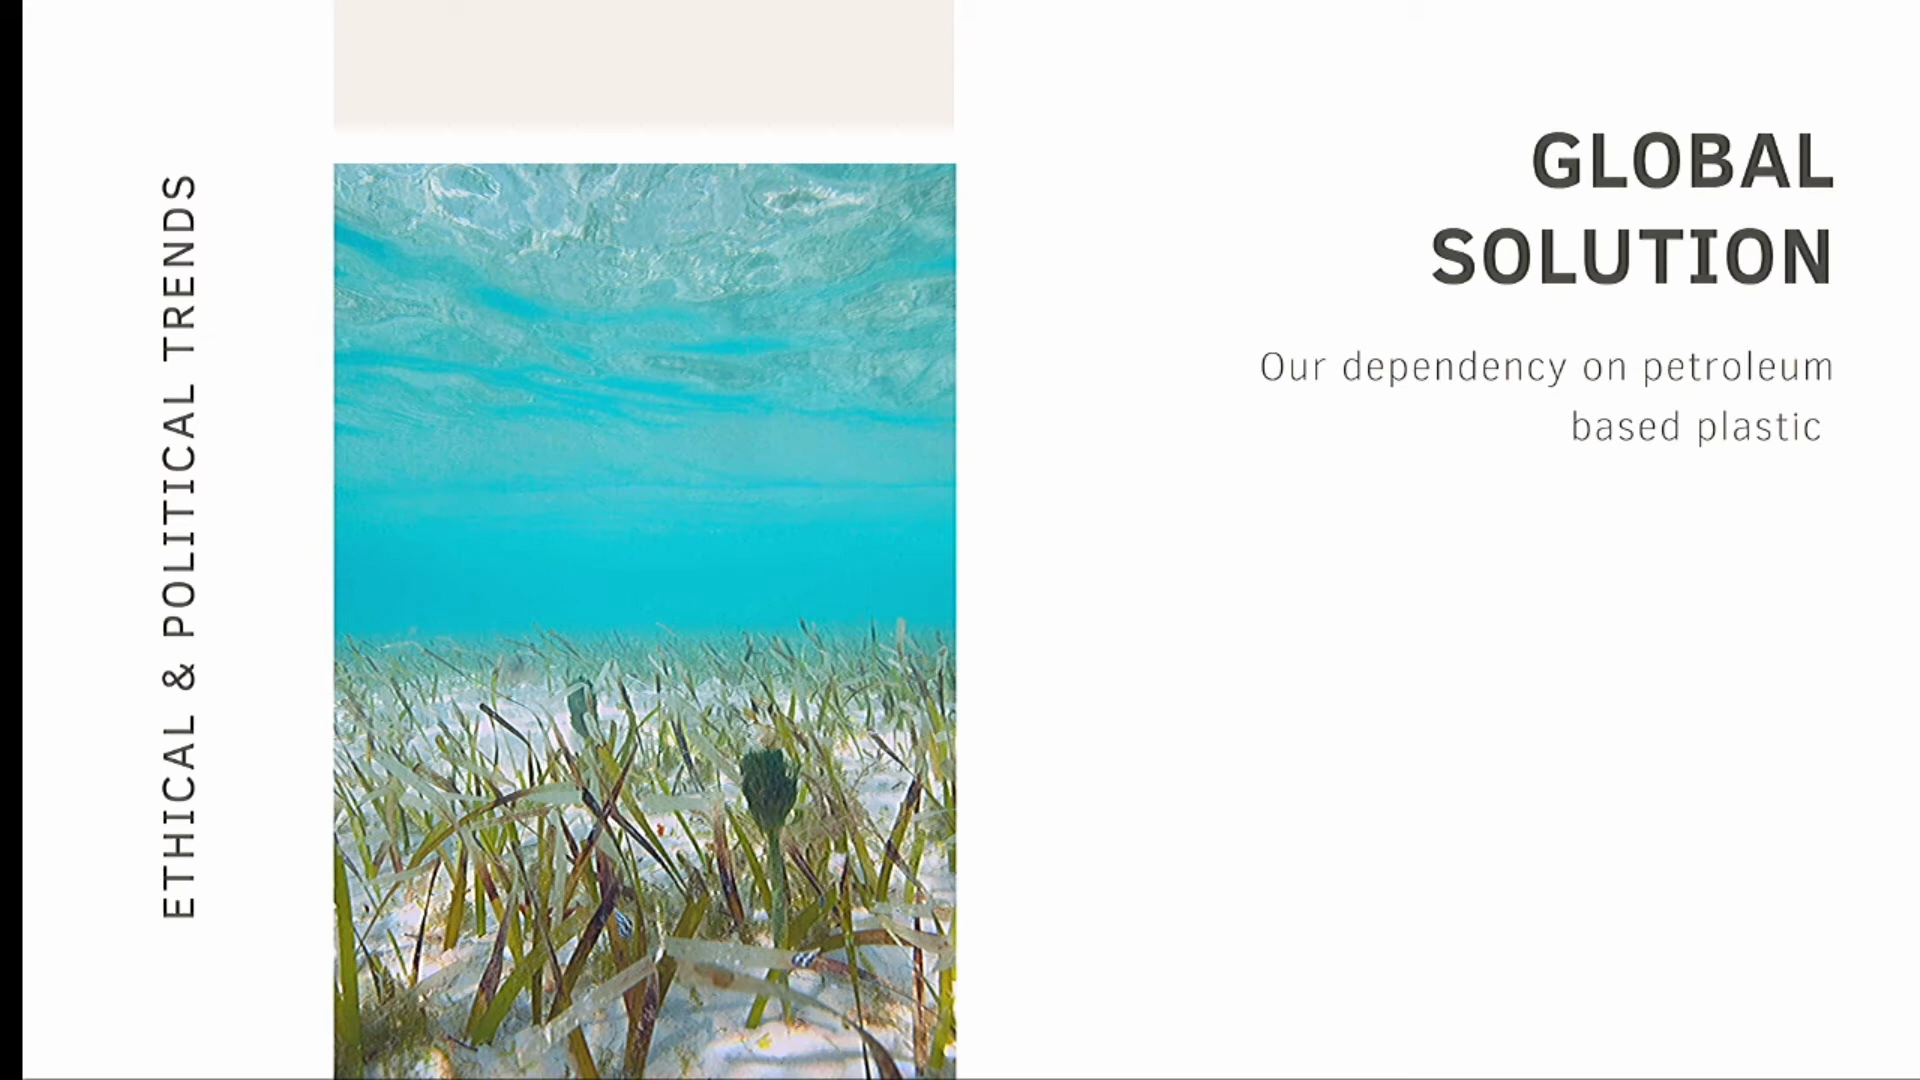 ETHICAL & POLITICAL TRENDS
GLOBAL
SOLUTION
Our dependency on petroleum
based plastic